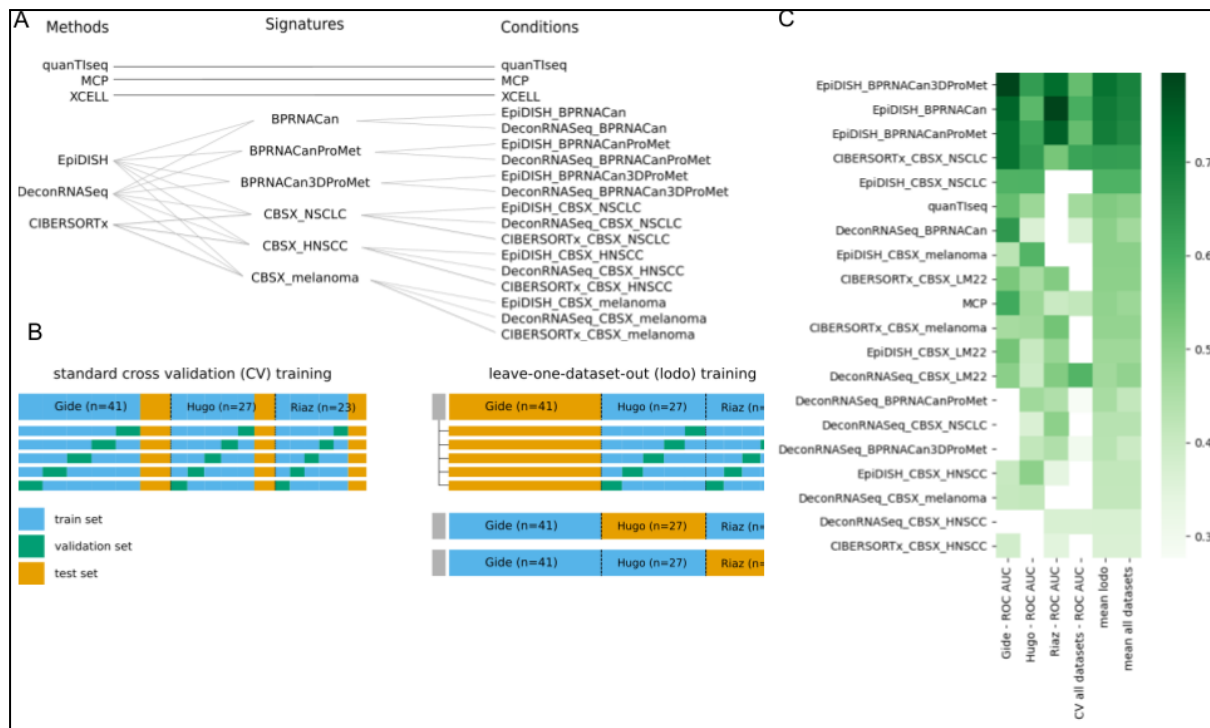 A
Methods
Signatures
Conditions
quanTIseq
MCP
XCELL
EpiDISH
DeconRNASeq
CIBERSORTx
BPRNACan
BPRNACanProMet
BPRNACan3DProMet
CBSX_NSCLC
CBSX_HNSCC
CBSX_melanoma
quanTIseq
MCP
XCELL
EpiDISH_BPRNACan
DeconRNASeq_BPRNACan
EpiDISH_BPRNACanProMet
DeconRNASeq_BPRNACanProMet
EpiDISH_BPRNACan3DProMet
DeconRNASeq_BPRNACan3DProMet
EpiDISH_CBSX_NSCLC
DeconRNASeq_CBSX_NSCLC
CIBERSORTx_CBSX_NSCLC
EpiDISH_CBSX_HNSCC
DeconRNASeq_CBSX_HNSCC
CIBERSORTx_CBSX_HNSCC
EpiDISH_CBSX_melanoma
DeconRNASeq_CBSX_melanoma
CIBERSORTx_CBSX_melanoma
B
standard cross validation (CV) training
Gide (n=41) Hugo (n=27) Riaz (n=23)
train set
validation set
test set
leave-one-dataset-out (lodo) training
Gide (n=41) Hugo (n=27) Riaz (n=
Gide (n=41) Hugo (n=27) Riaz (n=
Gide (n=41) Hugo (n=27) Riaz (n=
C
EpiDISH_BPRNACan3DProMet
EpiDISH_BPRNACan
EpiDISH_BPRNACanProMet
CIBERSORTx_CBSX_NSCLC
EpiDISH_CBSX_NSCLC
quanTIseq
DeconRNASeq_BPRNACan
EpiDISH_CBSX_melanoma
CIBERSORTx_CBSX_LM22
MCP
CIBERSORTx_CBSX_melanoma
EpiDISH_CBSX_LM22
DeconRNASeq_CBSX_LM22
DeconRNASeq_BPRNACanProMet
DeconRNASeq_CBSX_NSCLC
DeconRNASeq_BPRNACan3DProMet
EpiDISH_CBSX_HNSCC
DeconRNASeq_CBSX_melanoma
DeconRNASeq_CBSX_HNSCC
CIBERSORTx_CBSX_HNSCC
Gide - ROC AUC
Hugo - ROC AUC
Riaz - ROC AUC
CV all datasets - ROC AUC
mean lodo
mean all datasets
0.7
0.6
0.5
0.4
0.3